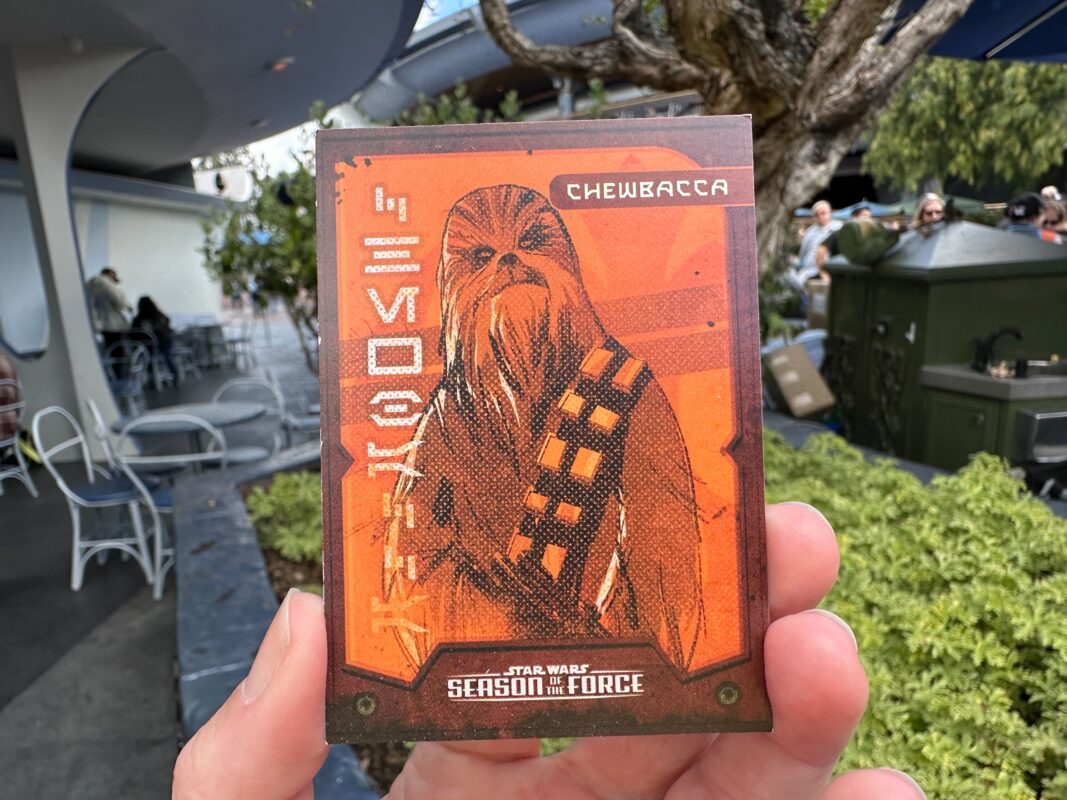 CHEWBACCA
STAR WARS
SEASON OF THE FORCE